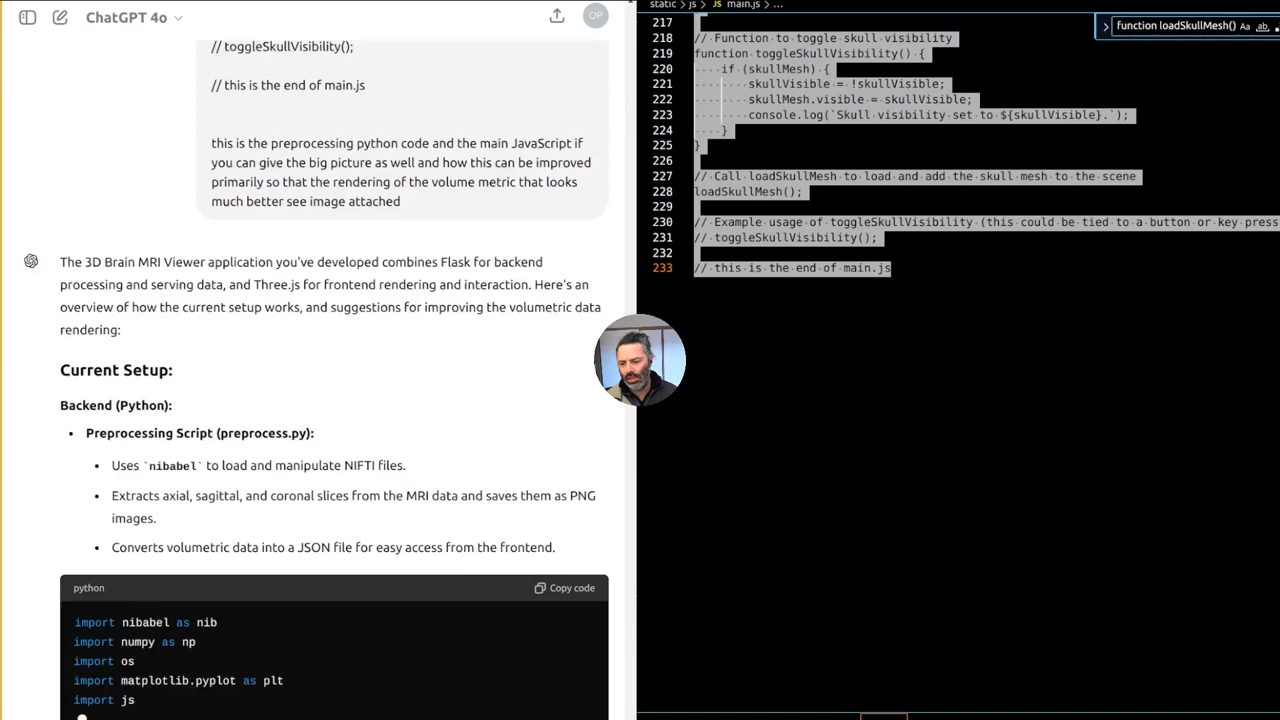 ChatGPT 4o
OP
// toggleSkullVisibility();
// this is the end of main.js
this is the preprocessing python code and the main JavaScript if
you can give the big picture as well and how this can be improved
primarily so that the rendering of the volume metric that looks
much better see image attached
The 3D Brain MRI Viewer application you've developed combines Flask for backend
processing and serving data, and Three.js for frontend rendering and interaction. Here's an
overview of how the current setup works, and suggestions for improving the volumetric data
rendering:
Current Setup:
Backend (Python):
• Preprocessing Script (preprocess.py):
• Uses `nibabel` to load and manipulate NIFTI files.
• Extracts axial, sagittal, and coronal slices from the MRI data and saves them as PNG
images.
• Converts volumetric data into a JSON file for easy access from the frontend.
python
Copy code
import nibabel as nib
import numpy as np
import os
import matplotlib.pyplot as plt
import js
static > js > JS main.js > ...
function loadSkullMesh() Aa ab
217
218 // Function to toggle skull visibility
219 function toggleSkullVisibility() {
220 if (skullMesh) {
221 skullVisible = !skullVisible;
222 skullMesh.visible = skullVisible;
223 console.log(`Skull visibility set to ${skullVisible}.`);
224 }
225 }
226
227 // Call loadSkullMesh to load and add the skull mesh to the scene
228 loadSkullMesh();
229
230 // Example usage of toggleSkullVisibility (this could be tied to a button or key press
231 // toggleSkullVisibility();
232
233 // this is the end of main.js